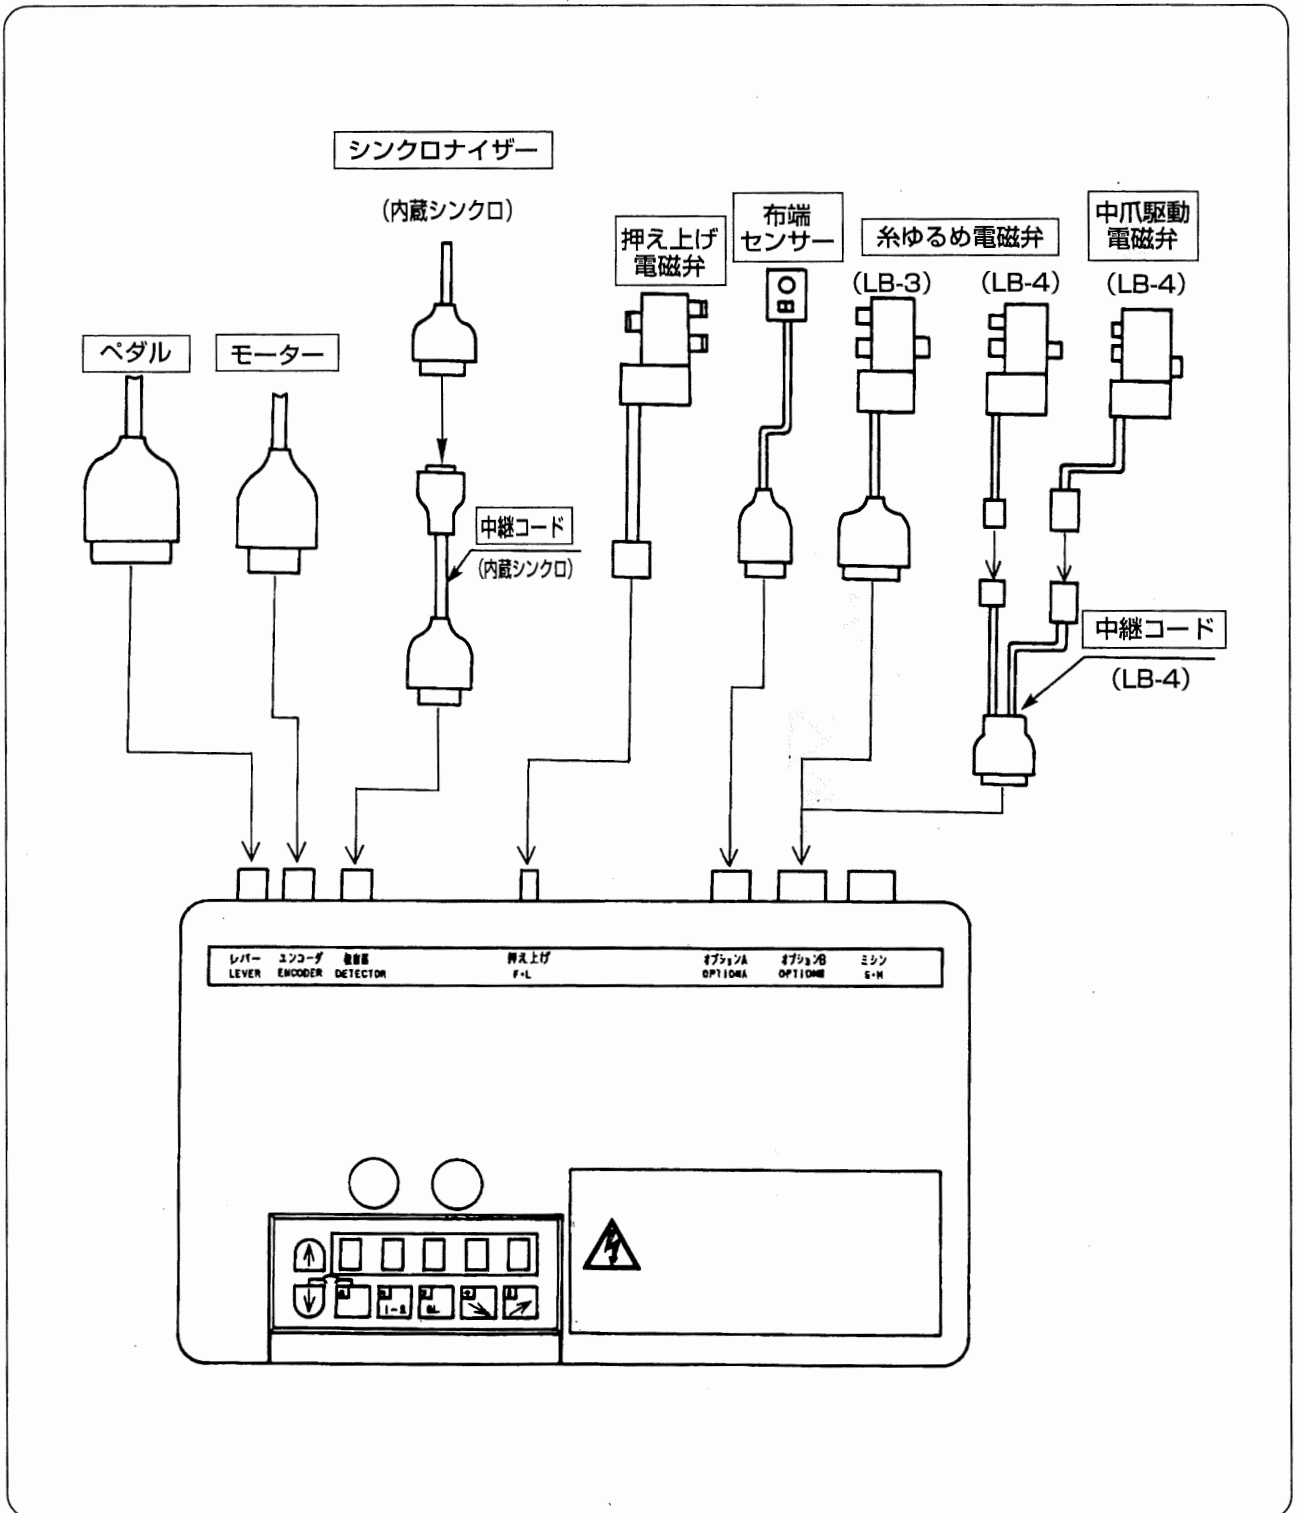 シンクロナイザー
(内蔵シンクロ)
押え上げ
電磁弁
布端
センサー
糸ゆるめ電磁弁
(LB-3)
(LB-4)
中爪駆動
電磁弁
(LB-4)
ペダル
モーター
中継コード
(内蔵シンクロ)
中継コード
(LB-4)
レバー
LEVER
エンコーダ
ENCODER
DETECTOR
押え上げ
F・L
オプションA
オプションB
ミシン